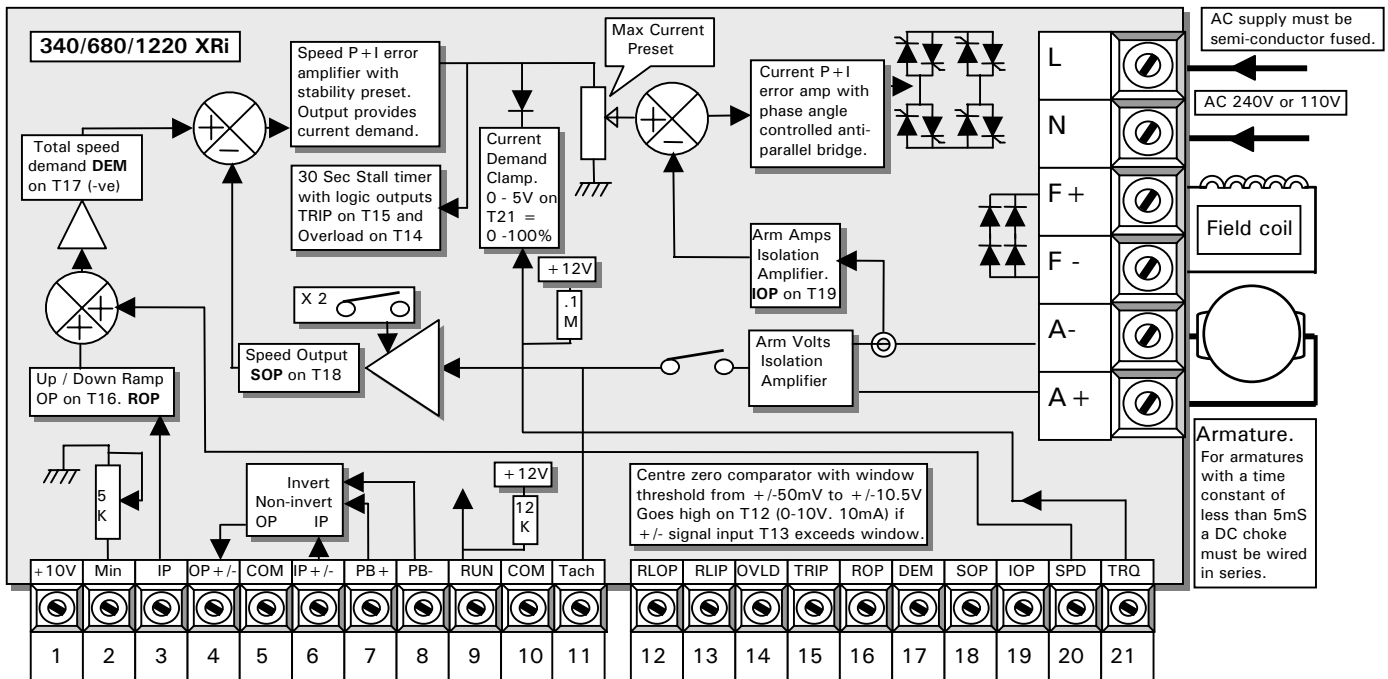 340/680/1220 XRi
Speed P+I error
amplifier with
stability preset.
Output provides
current demand.
Max Current
Preset
Current P+I
error amp with
phase angle
controlled anti-
parallel bridge.
L
N
F+
F -
A-
A+
AC supply must be
semi-conductor fused.
AC 240V or 110V
Field coil
Total speed
demand DEM
on T17 (-ve)
30 Sec Stall timer
with logic outputs
TRIP on T15 and
Overload on T14
Current
Demand
Clamp.
0 - 5V on
T21 =
0 -100%
Arm Amps
Isolation
Amplifier.
IOP on T19
+12V
.1
M
X 2
Speed Output
SOP on T18
Arm Volts
Isolation
Amplifier
Up / Down Ramp
OP on T16. ROP
Armature.
For armatures
with a time
constant of
less than 5mS
a DC choke
must be wired
in series.
5
K
Invert
Non-invert
OP IP
+12V
12
K
Centre zero comparator with window
threshold from +/-50mV to +/-10.5V
Goes high on T12 (0-10V. 10mA) if
+/- signal input T13 exceeds window.
+10V Min IP OP+/- COM IP+/- PB+ PB- RUN COM Tach
RLOP RLIP OVLD TRIP ROP DEM SOP IOP SPD TRQ
1 2 3 4 5 6 7 8 9 10 11
12 13 14 15 16 17 18 19 20 21